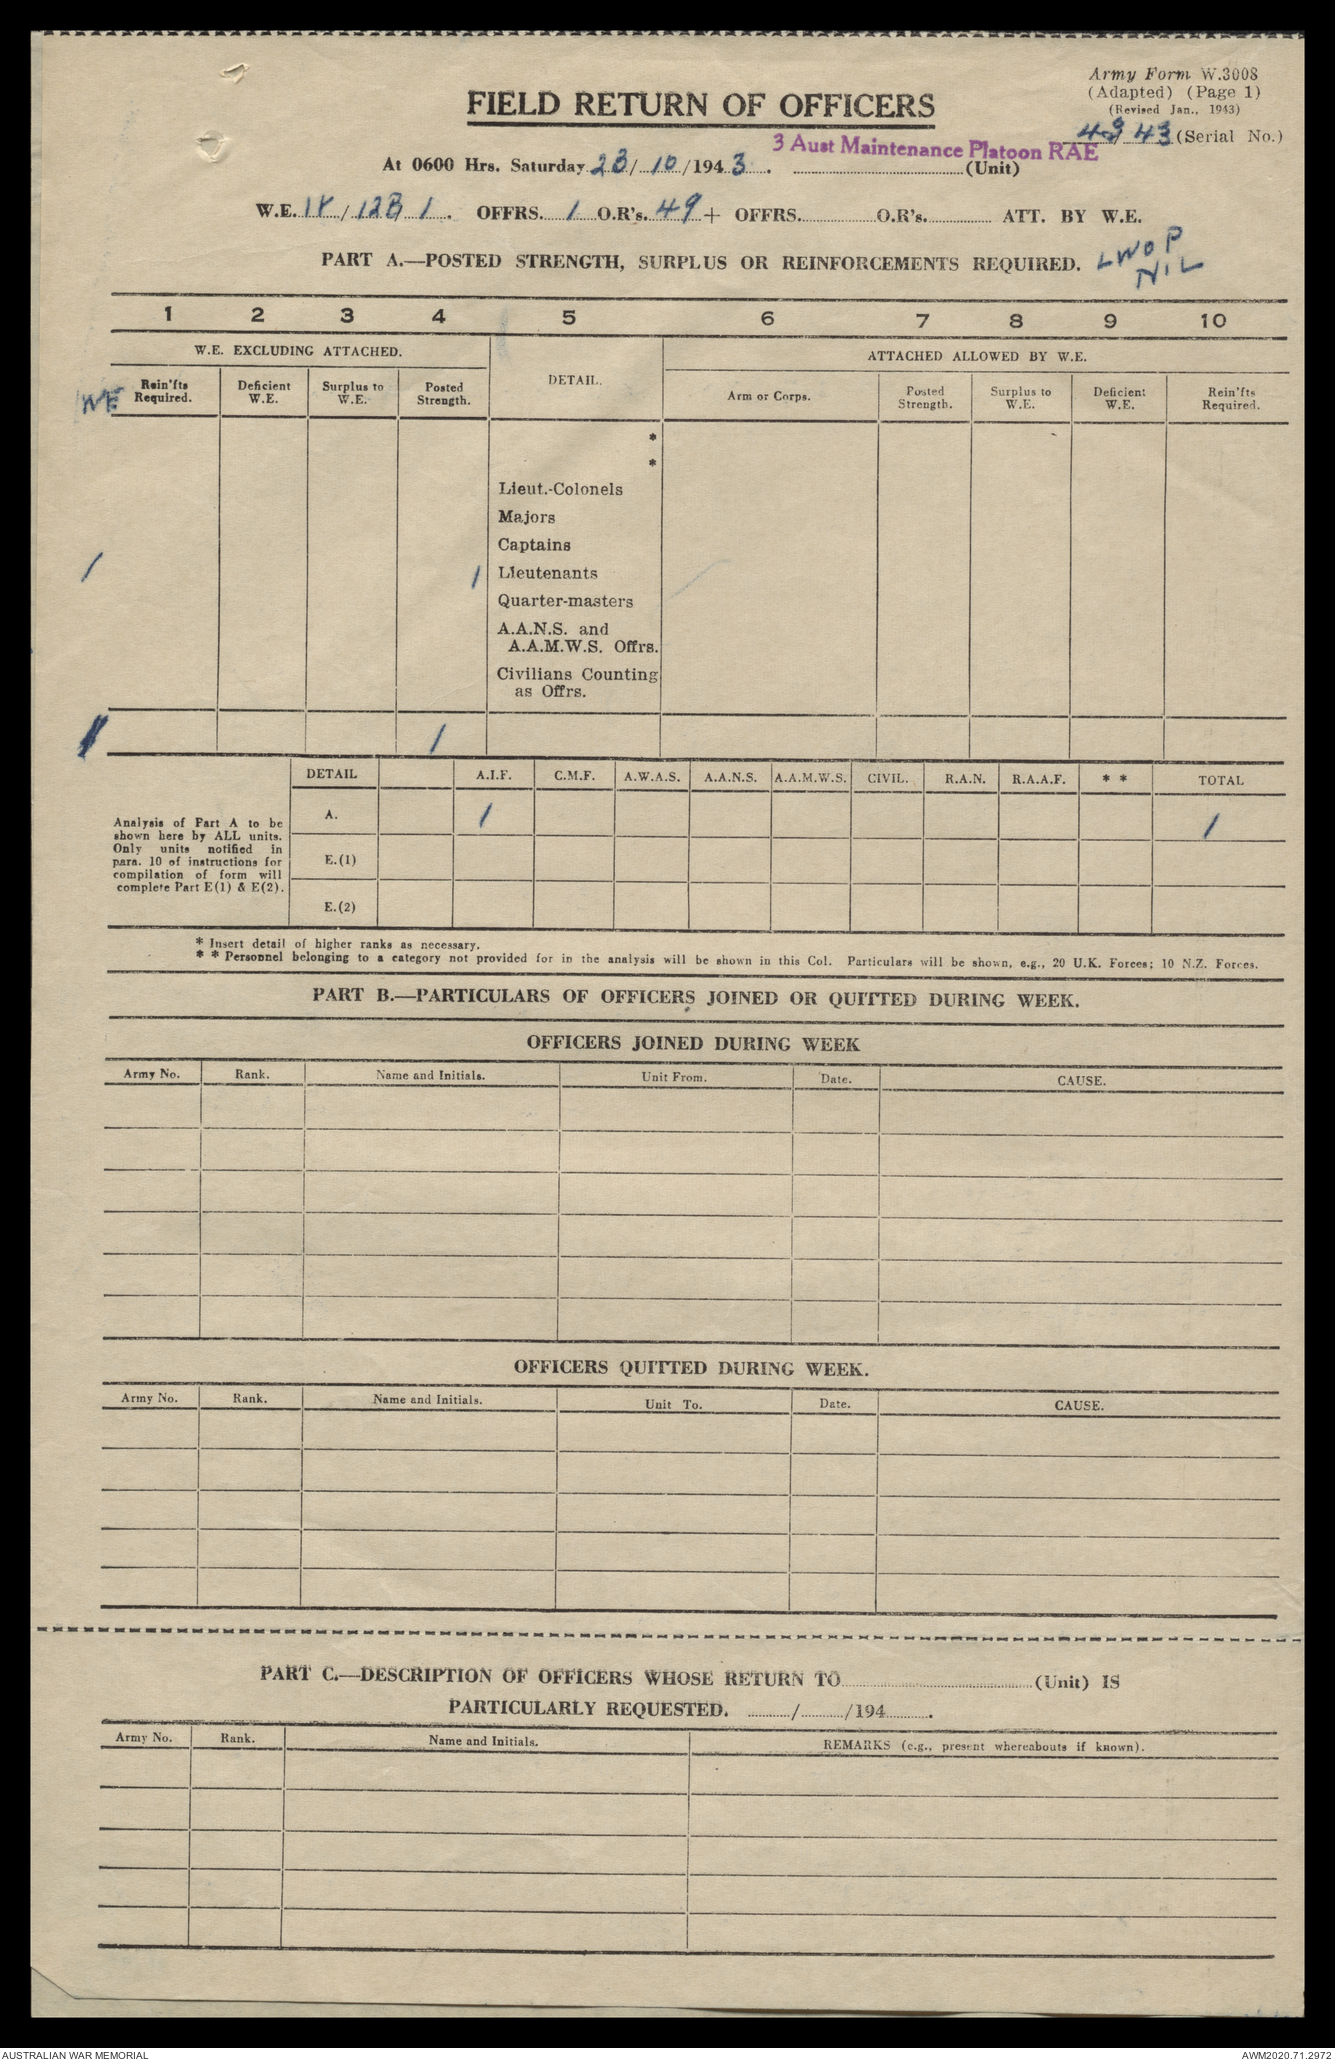 Army Form W.3008
(Adapted) (Page 1)
(Revised Jan., 1943)
FIELD RETURN OF OFFICERS
43 (Serial No.)
3 Aust Maintenance Platoon RAE
At 0600 Hrs. Saturday 23/10/1943. (Unit)
W.E. / 12B 1. OFFRS. 1 O.R's. 49 + OFFRS. O.R's. ATT. BY W.E.
PART A.—POSTED STRENGTH, SURPLUS OR REINFORCEMENTS REQUIRED. LWOP
NIL
1 2 3 4 5 6 7 8 9 10
W.E. EXCLUDING ATTACHED. DETAIL. ATTACHED ALLOWED BY W.E.
WE Rein'fts Required. Deficient W.E. Surplus to W.E. Posted Strength. Arm or Corps. Posted Strength. Surplus to W.E. Deficient W.E. Rein'fts Required.
*
*
Lieut.-Colonels
Majors
Captains
1 1 Lieutenants
Quarter-masters
A.A.N.S. and
A.A.M.W.S. Offrs.
Civilians Counting
as Offrs.
1 1
DETAIL A.I.F. C.M.F. A.W.A.S. A.A.N.S. A.A.M.W.S. CIVIL. R.A.N. R.A.A.F. * * TOTAL
Analysis of Part A to be
shown here by ALL units.
Only units notified in
para. 10 of instructions for
compilation of form will
complete Part E(1) & E(2).
A. 1 1
E.(1)
E.(2)
* Insert detail of higher ranks as necessary.
* * Personnel belonging to a category not provided for in the analysis will be shown in this Col. Particulars will be shown, e.g., 20 U.K. Forces; 10 N.Z. Forces.
PART B.—PARTICULARS OF OFFICERS JOINED OR QUITTED DURING WEEK.
OFFICERS JOINED DURING WEEK
Army No. Rank. Name and Initials. Unit From. Date. CAUSE.
OFFICERS QUITTED DURING WEEK.
Army No. Rank. Name and Initials. Unit To. Date. CAUSE.
PART C.—DESCRIPTION OF OFFICERS WHOSE RETURN TO (Unit) IS
PARTICULARLY REQUESTED. / /194 .
Army No. Rank. Name and Initials. REMARKS (e.g., present whereabouts if known).
AUSTRALIAN WAR MEMORIAL AWM2020.71.2972